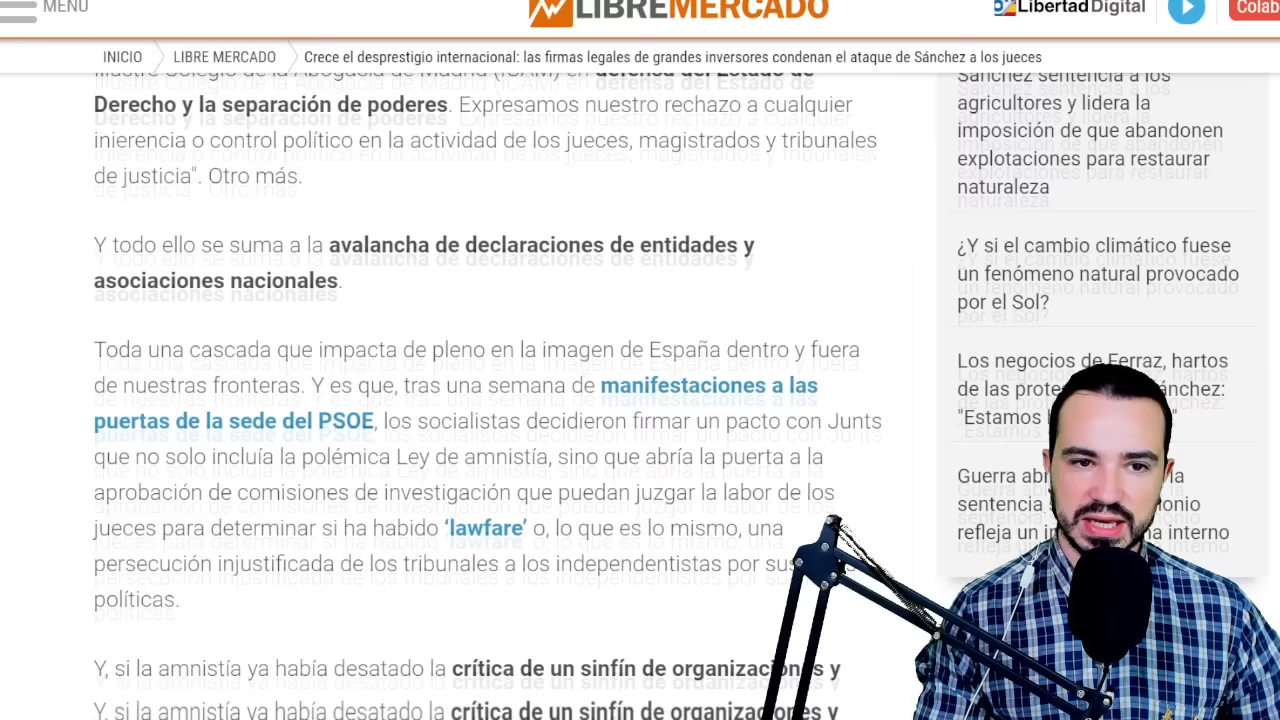 MENÚ
LIBREMERCADO
Libertad Digital
Colab
INICIO
LIBRE MERCADO
Crece el desprestigio internacional: las firmas legales de grandes inversores condenan el ataque de Sánchez a los jueces
Ilustre Colegio de la Abogacía de Madrid (ICAM) en defensa del Estado de
Derecho y la separación de poderes. Expresamos nuestro rechazo a cualquier
inierencia o control político en la actividad de los jueces, magistrados y tribunales
de justicia". Otro más.
Y todo ello se suma a la avalancha de declaraciones de entidades y
asociaciones nacionales.
Toda una cascada que impacta de pleno en la imagen de España dentro y fuera
de nuestras fronteras. Y es que, tras una semana de manifestaciones a las
puertas de la sede del PSOE, los socialistas decidieron firmar un pacto con Junts
que no solo incluía la polémica Ley de amnistía, sino que abría la puerta a la
aprobación de comisiones de investigación que puedan juzgar la labor de los
jueces para determinar si ha habido 'lawfare' o, lo que es lo mismo, una
persecución injustificada de los tribunales a los independentistas por sus
políticas.
Y, si la amnistía ya había desatado la crítica de un sinfín de organizaciones y
Sánchez sentencia a los
agricultores y lidera la
imposición de que abandonen
explotaciones para restaurar
naturaleza
¿Y si el cambio climático fuese
un fenómeno natural provocado
por el Sol?
Los negocios de Ferraz, hartos
de las prote ánchez:
"Estamos
Guerra abr la
sentencia onio
refleja un interno